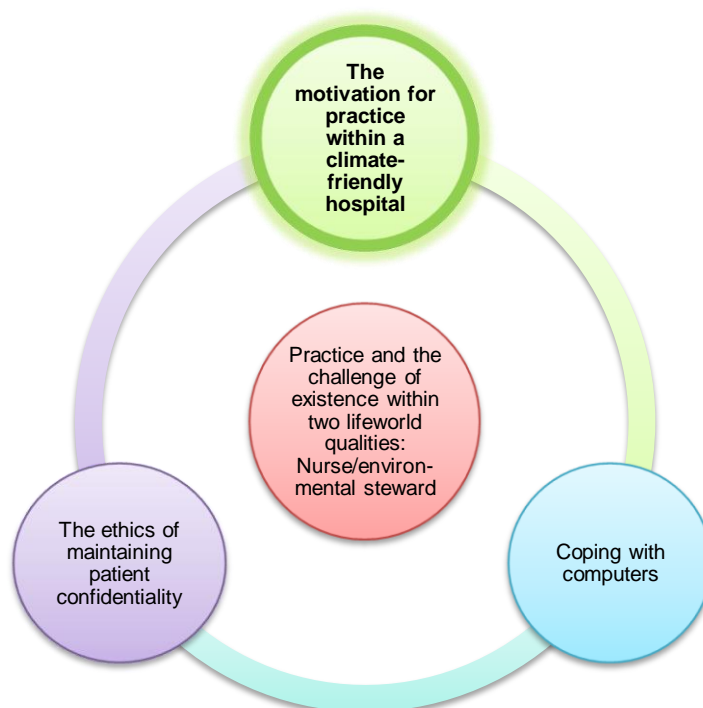 The
motivation for
practice
within a
climate-
friendly
hospital
Practice and the
challenge of
existence within
two lifeworld
qualities:
Nurse/environ-
mental steward
The ethics of
maintaining
patient
confidentiality
Coping with
computers